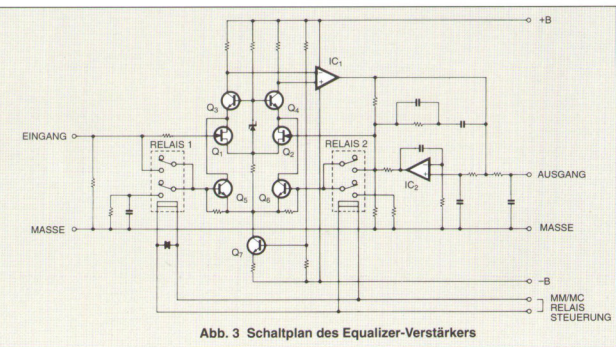 +B
IC1
Q3
Q4
EINGANG
RELAIS 1
Q1
Q2
RELAIS 2
IC2
AUSGANG
Q5
Q6
MASSE
MASSE
Q7
–B
MM/MC
RELAIS
STEUERUNG
Abb. 3 Schaltplan des Equalizer-Verstärkers